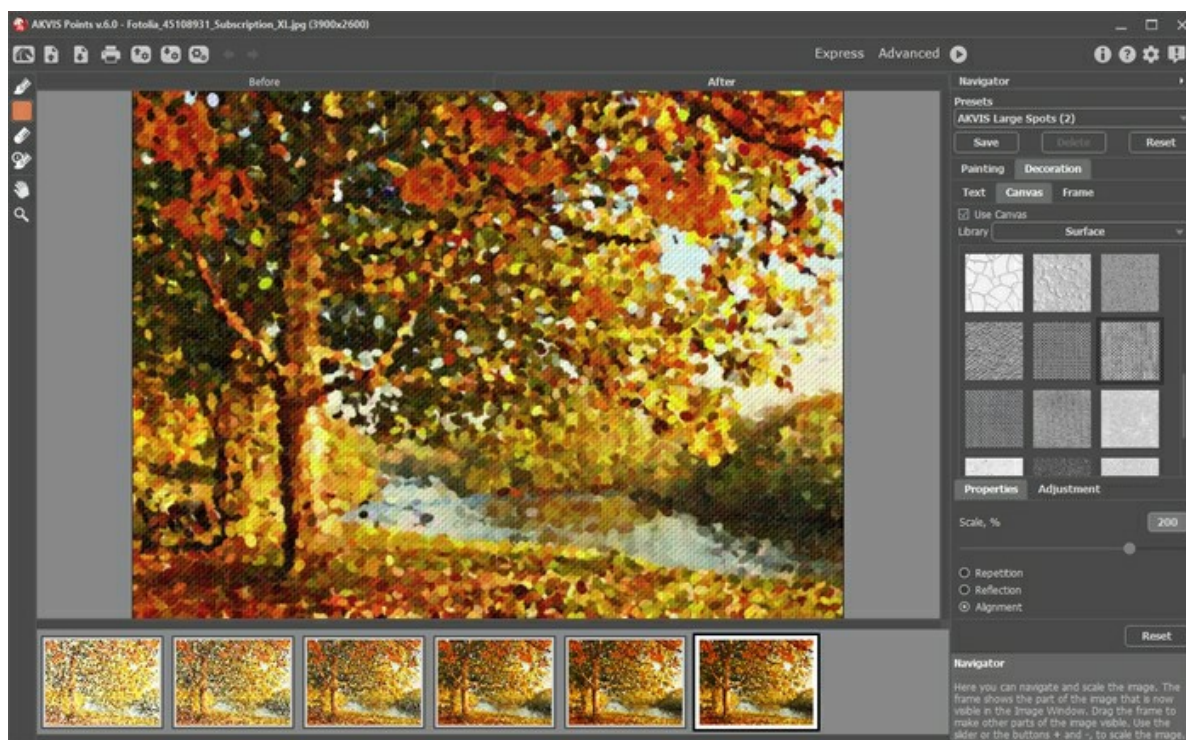 AKVIS Points v.6.0 - Fotolia_45108931_Subscription_XL.jpg (3900x2600)
Express Advanced
Before After
Navigator
Presets
AKVIS Large Spots (2)
Save Delete Reset
Painting Decoration
Text Canvas Frame
Use Canvas
Library Surface
Properties Adjustment
Scale, % 200
Repetition
Reflection
Alignment
Reset
Navigator
Here you can navigate and scale the image. The
frame shows the part of the image that is now
visible in the Image Window. Drag the frame to
make other parts of the image visible. Use the
slider or the buttons + and -, to scale the image.